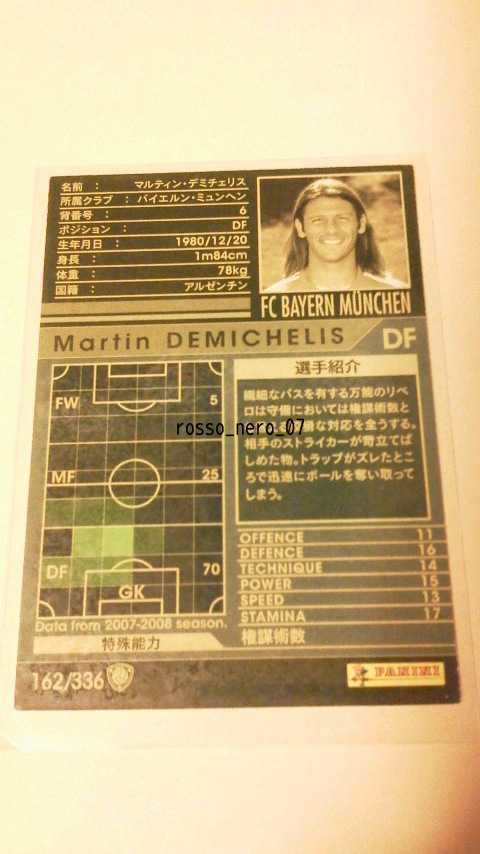 名前 : マルティン・デミチェリス
所属クラブ : バイエルン・ミュンヘン
背番号 : 6
ポジション : DF
生年月日 : 1980/12/20
身長 : 1m84cm
体重 : 78kg
国籍 : アルゼンチン
FC BAYERN MÜNCHEN
Martin DEMICHELIS DF
選手紹介
繊細なパスを有する万能のリベ
ロは守備においては権謀術数と
な対応を全うする。
rosso_nero_07
相手のストライカーが苛立てば
しめた物。トラップがズレたとこ
ろで迅速にボールを奪い取って
しまう。
FW 5
MF 25
DF 70
GK
Data from 2007-2008 season.
OFFENCE 11
DEFENCE 16
TECHNIQUE 14
POWER 15
SPEED 13
STAMINA 17
特殊能力 権謀術数
162/336
PANINI